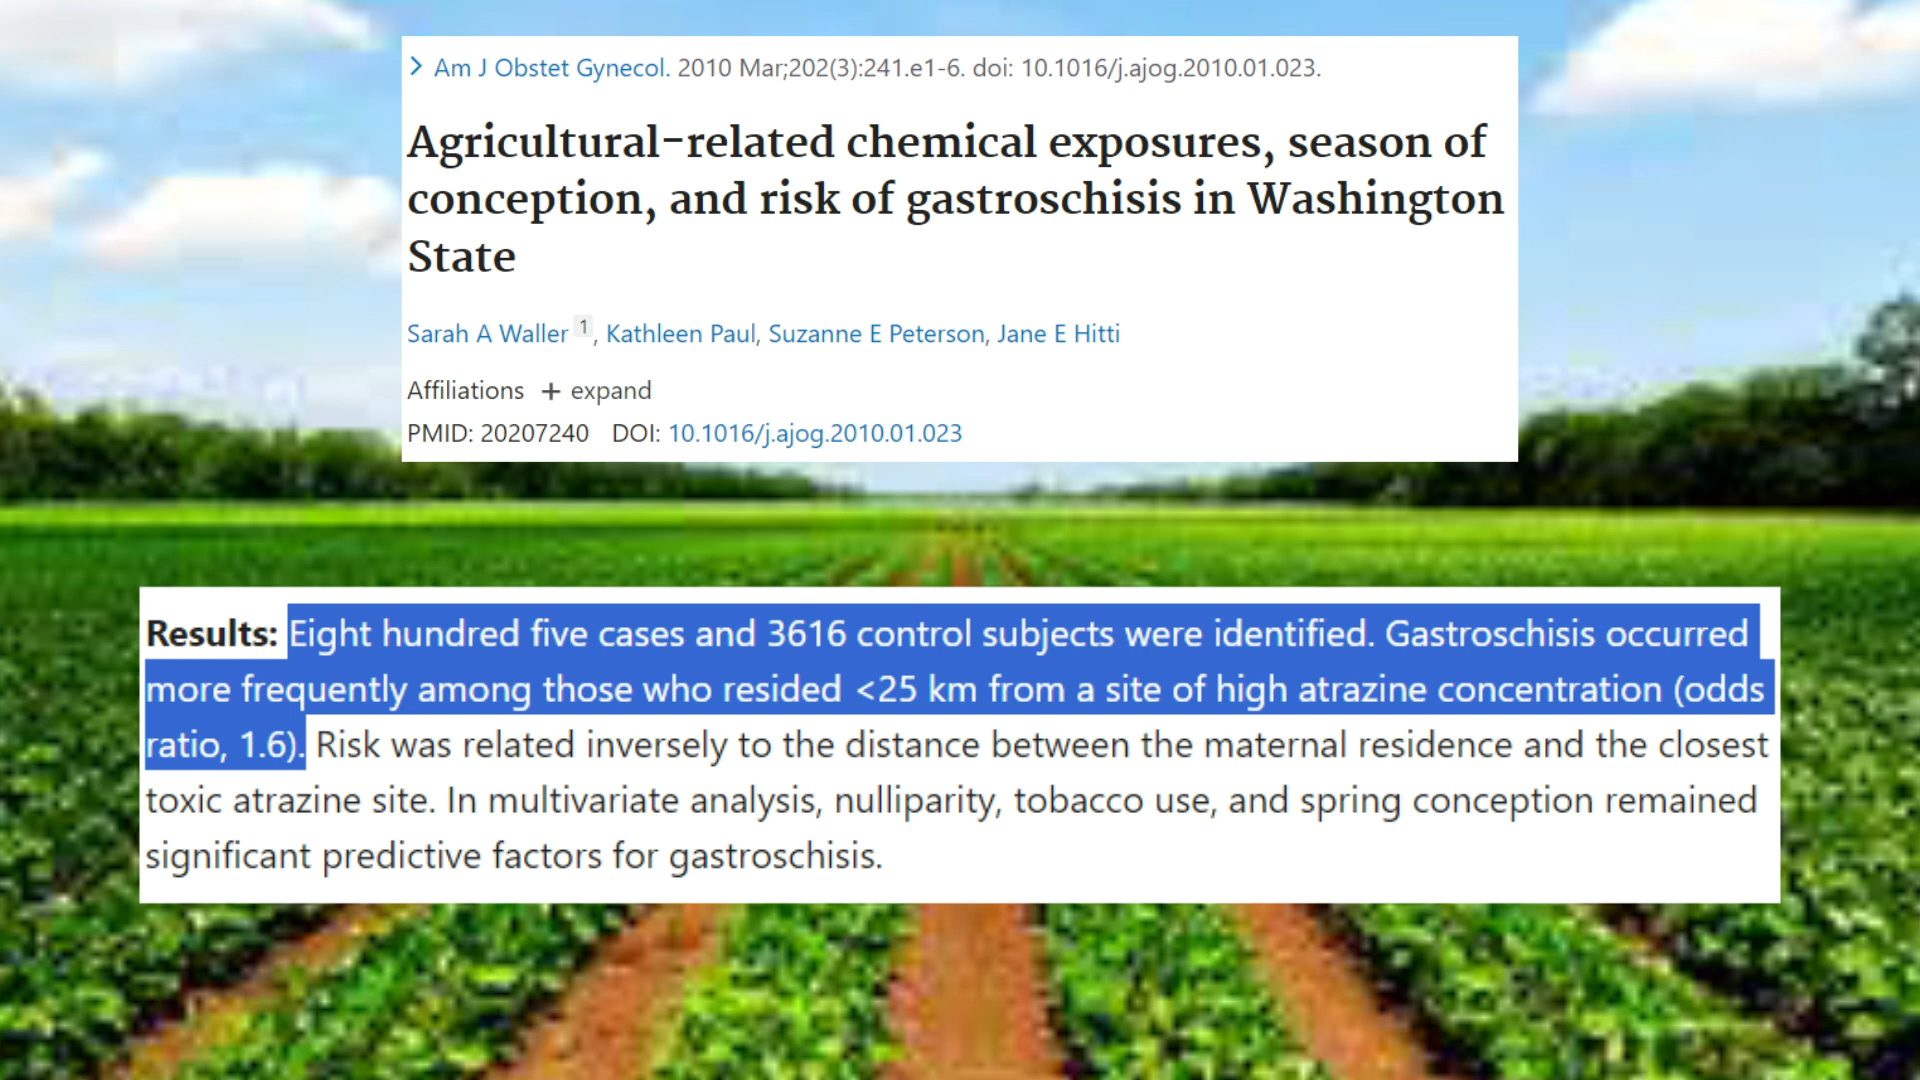 Am J Obstet Gynecol. 2010 Mar;202(3):241.e1-6. doi: 10.1016/j.ajog.2010.01.023.
Agricultural-related chemical exposures, season of
conception, and risk of gastroschisis in Washington
State
Sarah A Waller 1, Kathleen Paul, Suzanne E Peterson, Jane E Hitti
Affiliations + expand
PMID: 20207240 DOI: 10.1016/j.ajog.2010.01.023
Results: Eight hundred five cases and 3616 control subjects were identified. Gastroschisis occurred
more frequently among those who resided <25 km from a site of high atrazine concentration (odds
ratio, 1.6). Risk was related inversely to the distance between the maternal residence and the closest
toxic atrazine site. In multivariate analysis, nulliparity, tobacco use, and spring conception remained
significant predictive factors for gastroschisis.